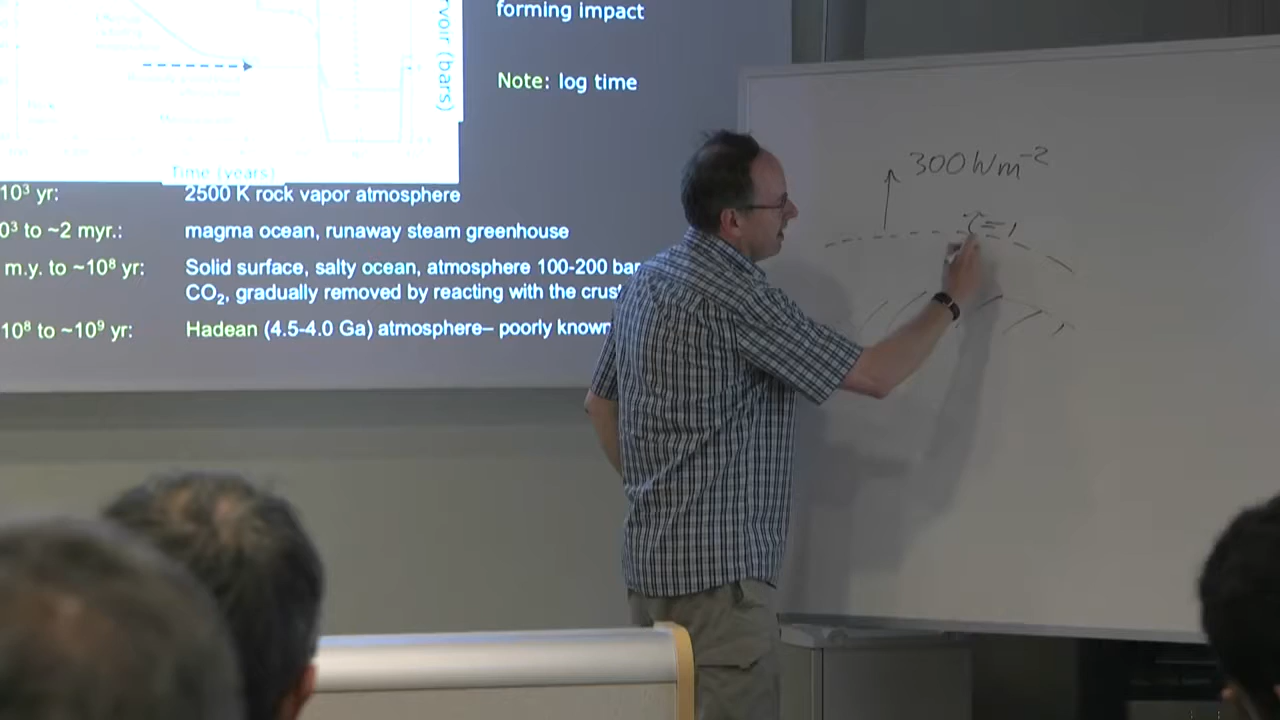 forming impact
Note: log time
(bars)
Time (years)
10³ yr: 2500 K rock vapor atmosphere
0³ to ~2 myr.: magma ocean, runaway steam greenhouse
m.y. to ~10⁸ yr: Solid surface, salty ocean, atmosphere 100-200 bar
CO₂, gradually removed by reacting with the crust
10⁸ to ~10⁹ yr: Hadean (4.5-4.0 Ga) atmosphere– poorly known
300 Wm⁻²
τ=1